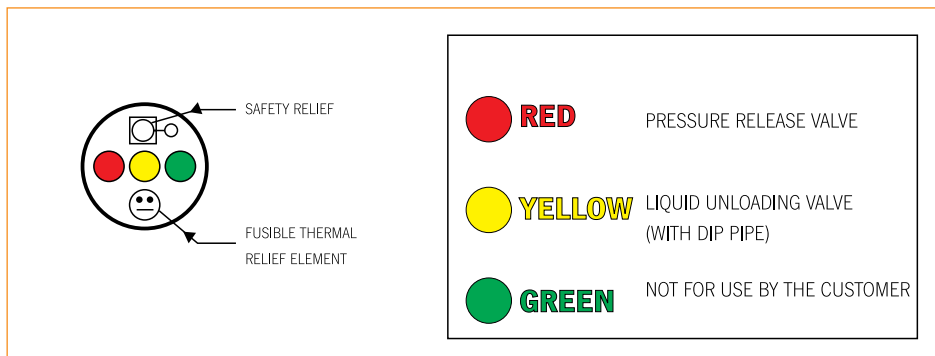 SAFETY RELIEF
FUSIBLE THERMAL
RELIEF ELEMENT
RED
PRESSURE RELEASE VALVE
YELLOW
LIQUID UNLOADING VALVE
(WITH DIP PIPE)
GREEN
NOT FOR USE BY THE CUSTOMER